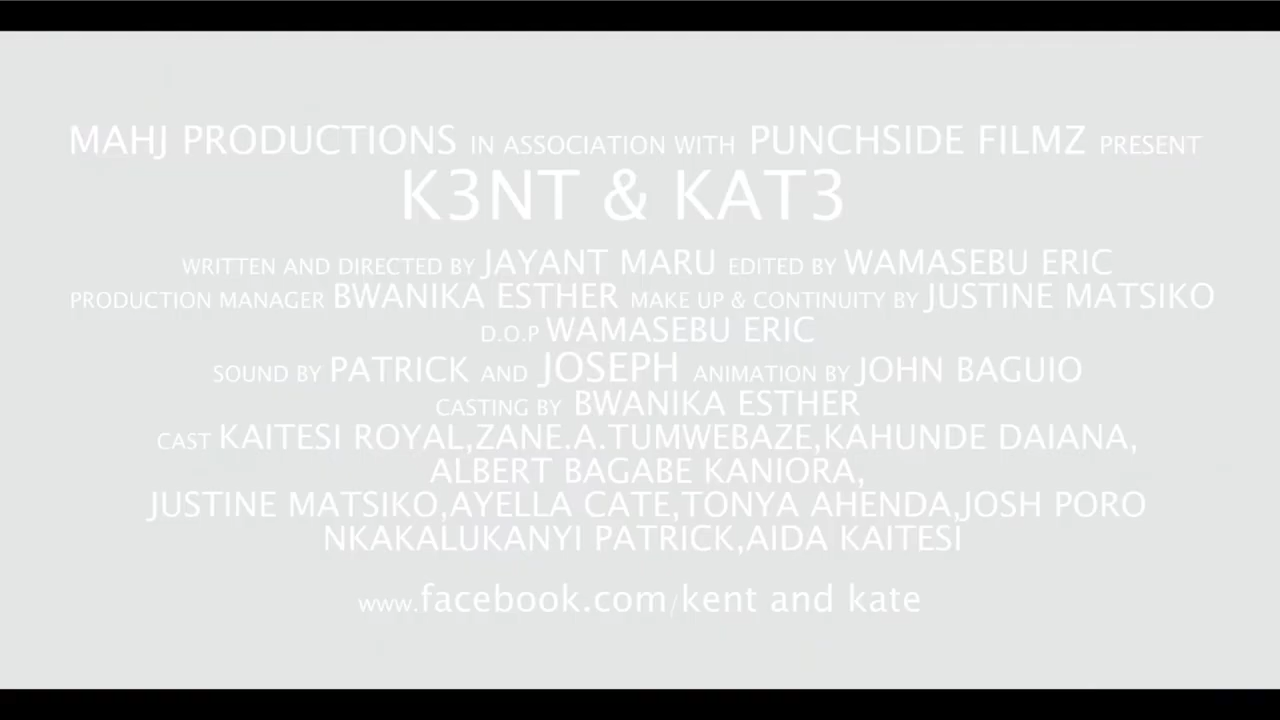 MAHJ PRODUCTIONS IN ASSOCIATION WITH PUNCHSIDE FILMZ PRESENT
K3NT & KAT3
WRITTEN AND DIRECTED BY JAYANT MARU EDITED BY WAMASEBU ERIC
PRODUCTION MANAGER BWANIKA ESTHER MAKE UP & CONTINUITY BY JUSTINE MATSIKO
D.O.P WAMASEBU ERIC
SOUND BY PATRICK AND JOSEPH ANIMATION BY JOHN BAGUIO
CASTING BY BWANIKA ESTHER
CAST KAITESI ROYAL,ZANE.A.TUMWEBAZE,KAHUNDE DAIANA,
ALBERT BAGABE KANIORA,
JUSTINE MATSIKO,AYELLA CATE,TONYA AHENDA,JOSH PORO
NKAKALUKANYI PATRICK,AIDA KAITESI
www.facebook.com/kent and kate